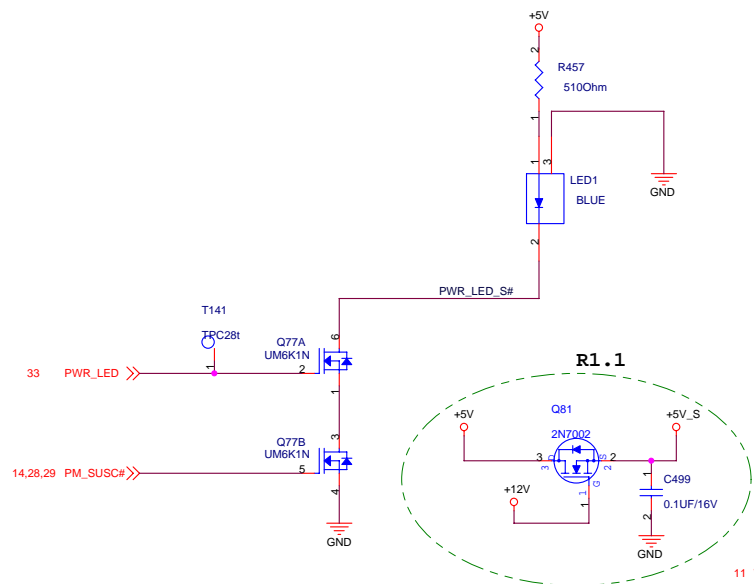 +5V
2
R457
510Ohm
1
1
3
LED1
BLUE
GND
2
PWR_LED_S#
T141
TPC28t
1
33 PWR_LED
Q77A
UM6K1N
6
2
1
R1.1
Q81
2N7002
+5V
+5V_S
3
3
D
S
2
2
G
1
1
+12V
1
C499
0.1UF/16V
2
GND
14,28,29 PM_SUSC#
Q77B
UM6K1N
3
5
4
GND
11